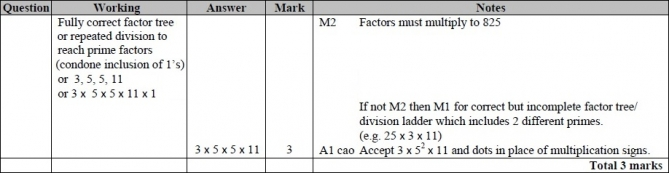 Question Working Answer Mark Notes
Fully correct factor tree M2 Factors must multiply to 825
or repeated division to
reach prime factors
(condone inclusion of 1's)
or 3, 5, 5, 11
or 3 x 5 x 5 x 11 x 1
If not M2 then M1 for correct but incomplete factor tree/
division ladder which includes 2 different primes.
(e.g. 25 x 3 x 11)
3 x 5 x 5 x 11 3 A1 cao Accept 3 x 5² x 11 and dots in place of multiplication signs.
Total 3 marks